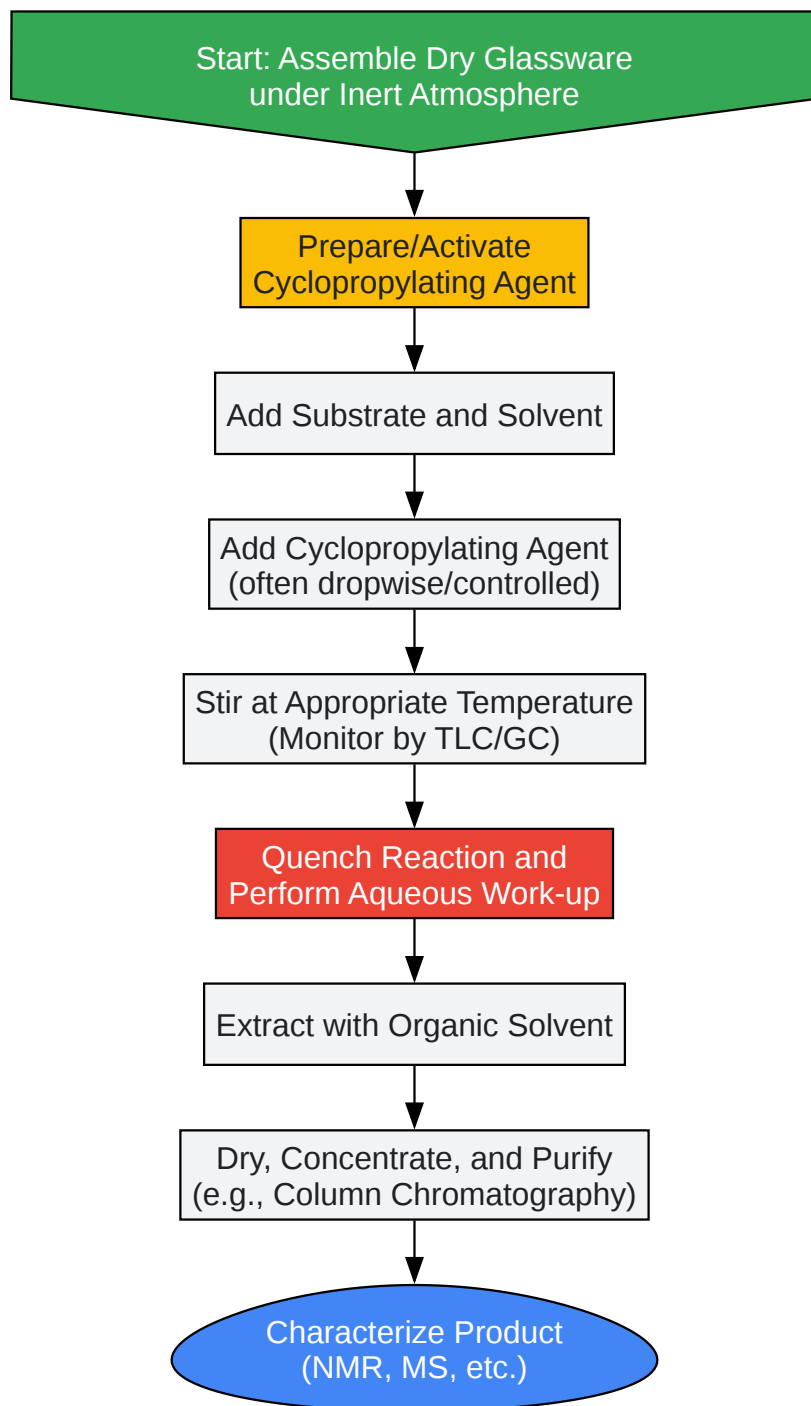 Start: Assemble Dry Glassware
under Inert Atmosphere
Prepare/Activate
Cyclopropylating Agent
Add Substrate and Solvent
Add Cyclopropylating Agent
(often dropwise/controlled)
Stir at Appropriate Temperature
(Monitor by TLC/GC)
Quench Reaction and
Perform Aqueous Work-up
Extract with Organic Solvent
Dry, Concentrate, and Purify
(e.g., Column Chromatography)
Characterize Product
(NMR, MS, etc.)